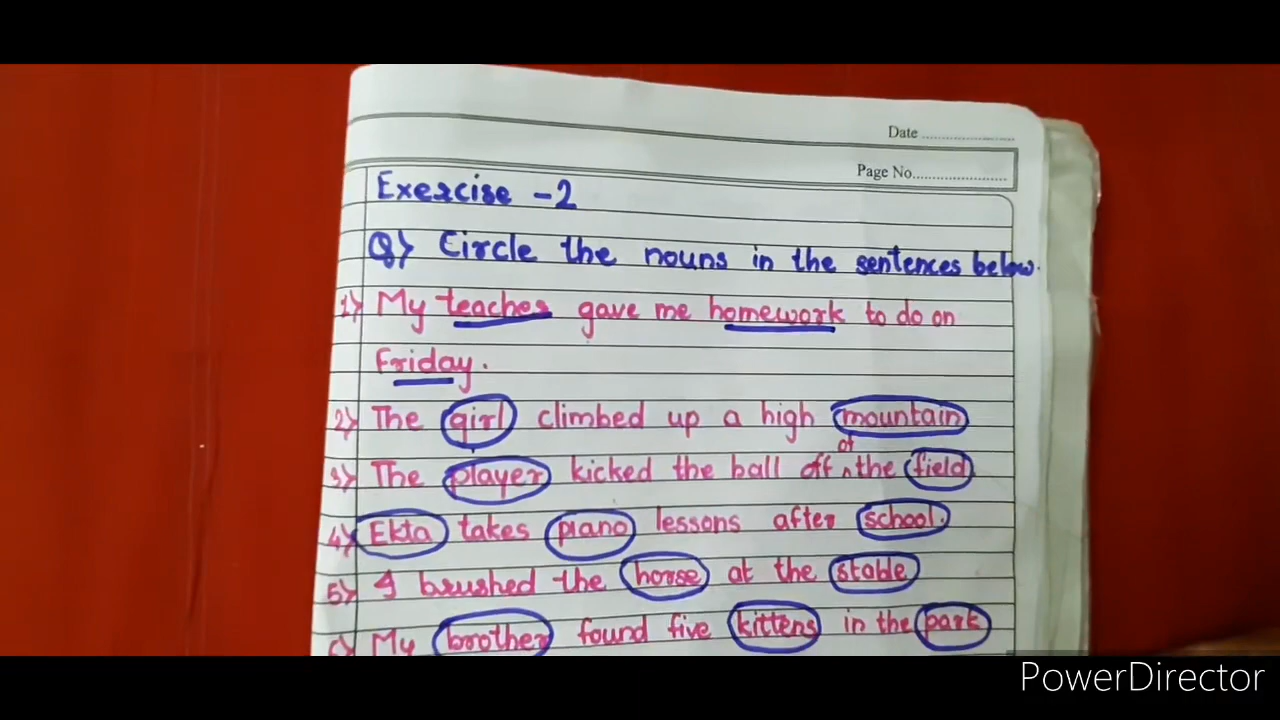 Date
Page No.
Exercise -2
Q) Circle the nouns in the sentences below.
1) My teacher gave me homework to do on
Friday.
2) The girl climbed up a high mountain
of
3) The player kicked the ball off ^ the field
4) Ekta takes piano lessons after school.
5) I brushed the horse at the stable
6) My brother found five kittens in the park
PowerDirector